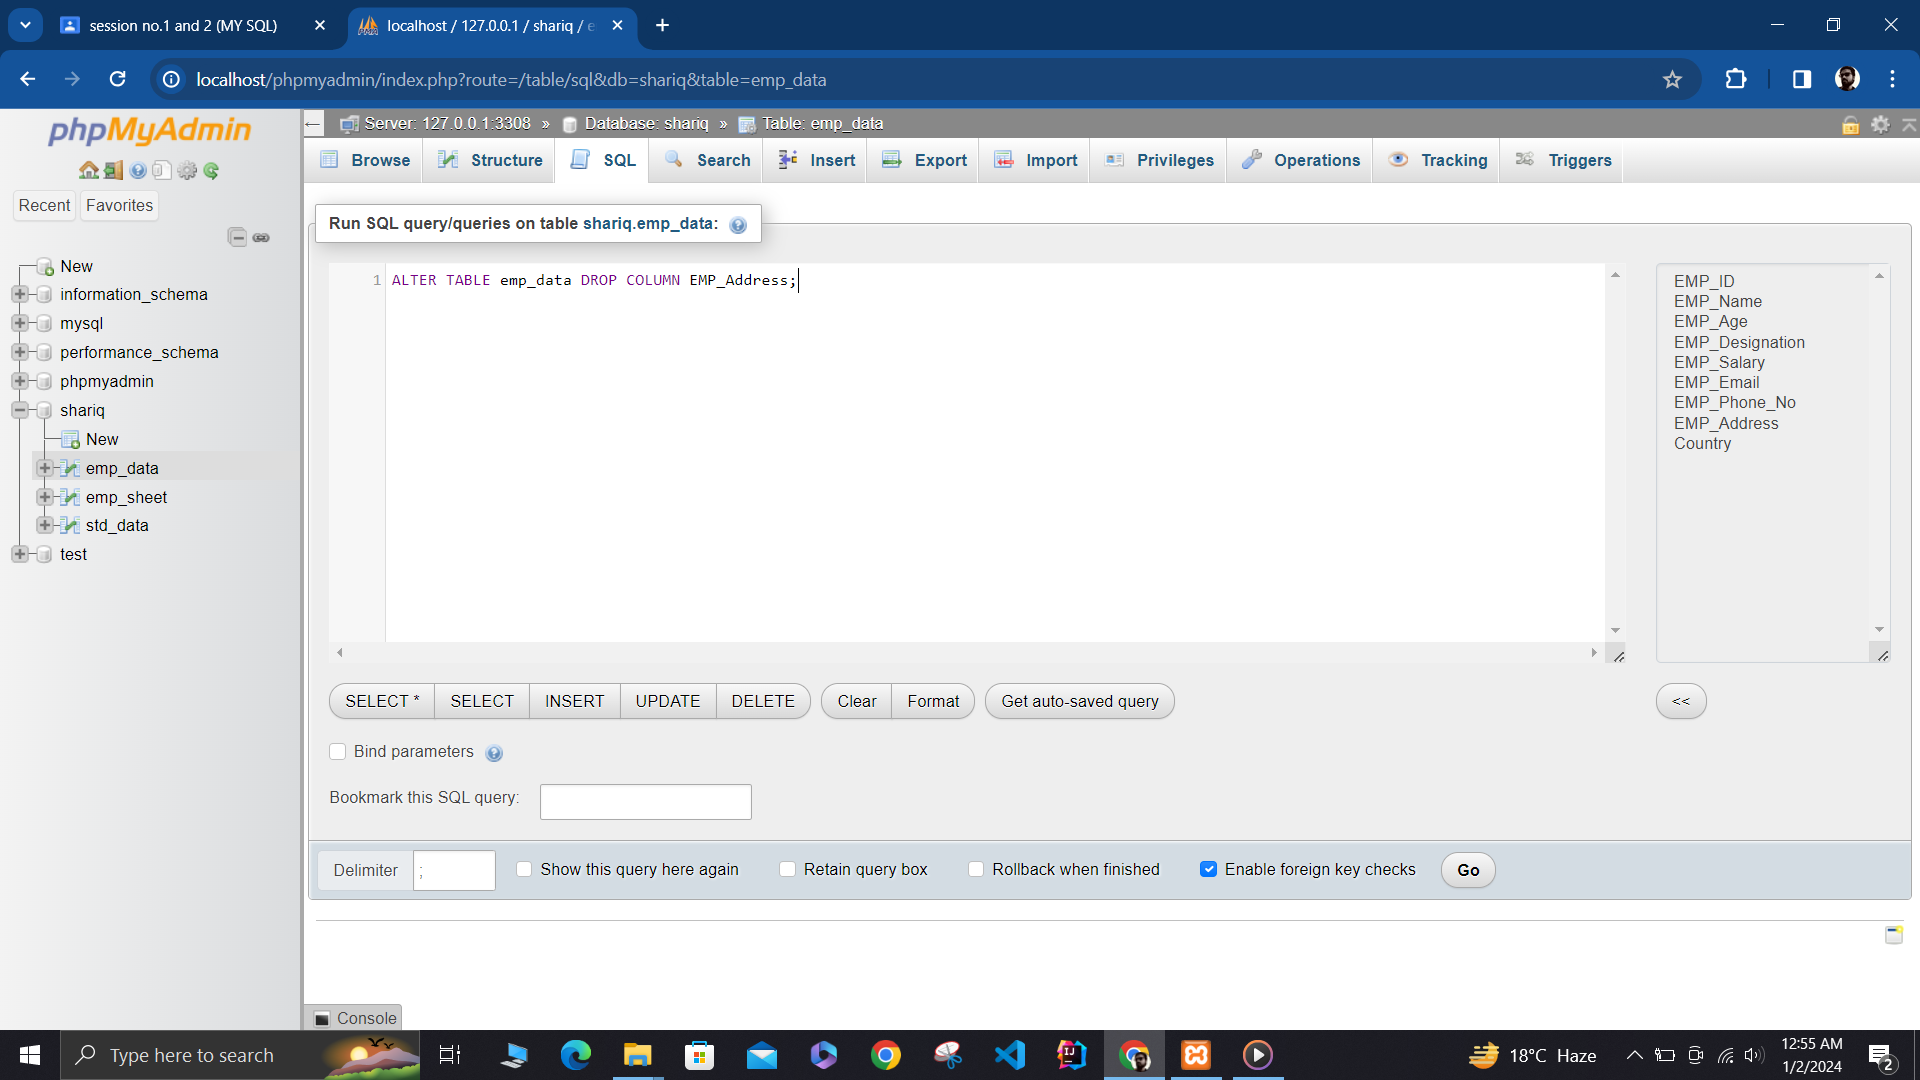 session no.1 and 2 (MY SQL)
localhost / 127.0.0.1 / shariq / e
localhost/phpmyadmin/index.php?route=/table/sql&db=shariq&table=emp_data
phpMyAdmin
Server: 127.0.0.1:3308 » Database: shariq » Table: emp_data
Browse Structure SQL Search Insert Export Import Privileges Operations Tracking Triggers
Recent Favorites
Run SQL query/queries on table shariq.emp_data:
New
information_schema
mysql
performance_schema
phpmyadmin
shariq
New
emp_data
emp_sheet
std_data
test
1 ALTER TABLE emp_data DROP COLUMN EMP_Address;
EMP_ID
EMP_Name
EMP_Age
EMP_Designation
EMP_Salary
EMP_Email
EMP_Phone_No
EMP_Address
Country
SELECT * SELECT INSERT UPDATE DELETE Clear Format Get auto-saved query <<
Bind parameters
Bookmark this SQL query:
Delimiter ; Show this query here again Retain query box Rollback when finished Enable foreign key checks Go
Console
Type here to search
18°C Haze
12:55 AM
1/2/2024
2